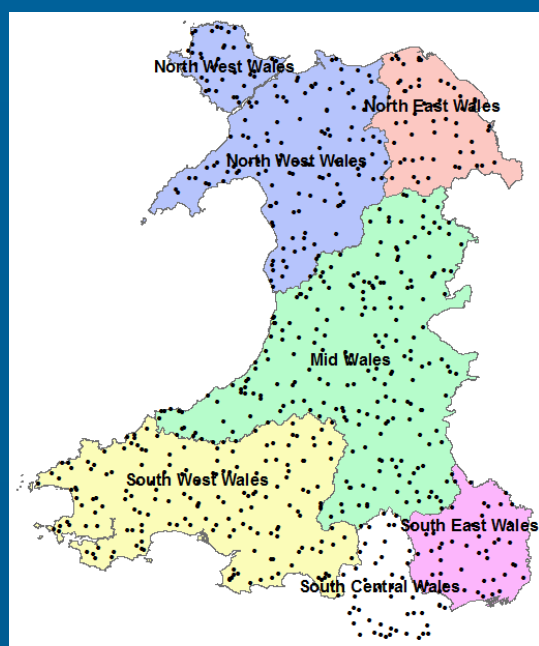 North West Wales
North East Wales
North West Wales
Mid Wales
South West Wales
South East Wales
South Central Wales